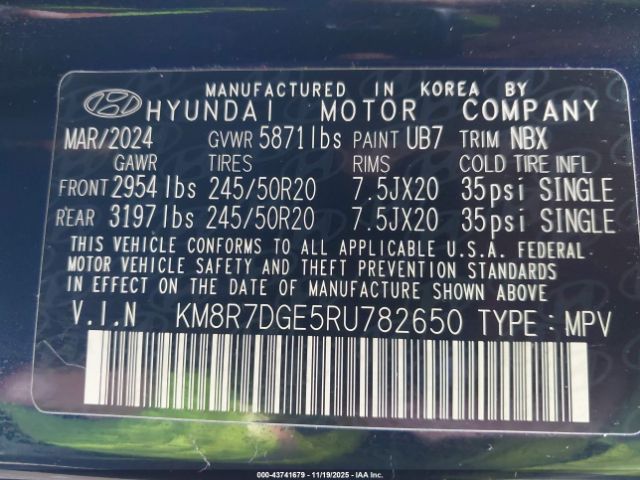 MANUFACTURED IN KOREA BY
HYUNDAI MOTOR COMPANY
MAR/2024 GVWR 5871lbs PAINT UB7 TRIM NBX
GAWR TIRES RIMS COLD TIRE INFL
FRONT 2954lbs 245/50R20 7.5JX20 35psi SINGLE
REAR 3197lbs 245/50R20 7.5JX20 35psi SINGLE
THIS VEHICLE CONFORMS TO ALL APPLICABLE U.S.A. FEDERAL
MOTOR VEHICLE SAFETY AND THEFT PREVENTION STANDARDS
IN EFFECT ON THE DATE OF MANUFACTURE SHOWN ABOVE.
V.I.N KM8R7DGE5RU782650 TYPE : MPV
000-43741679 - 11/19/2025 - IAA Inc.